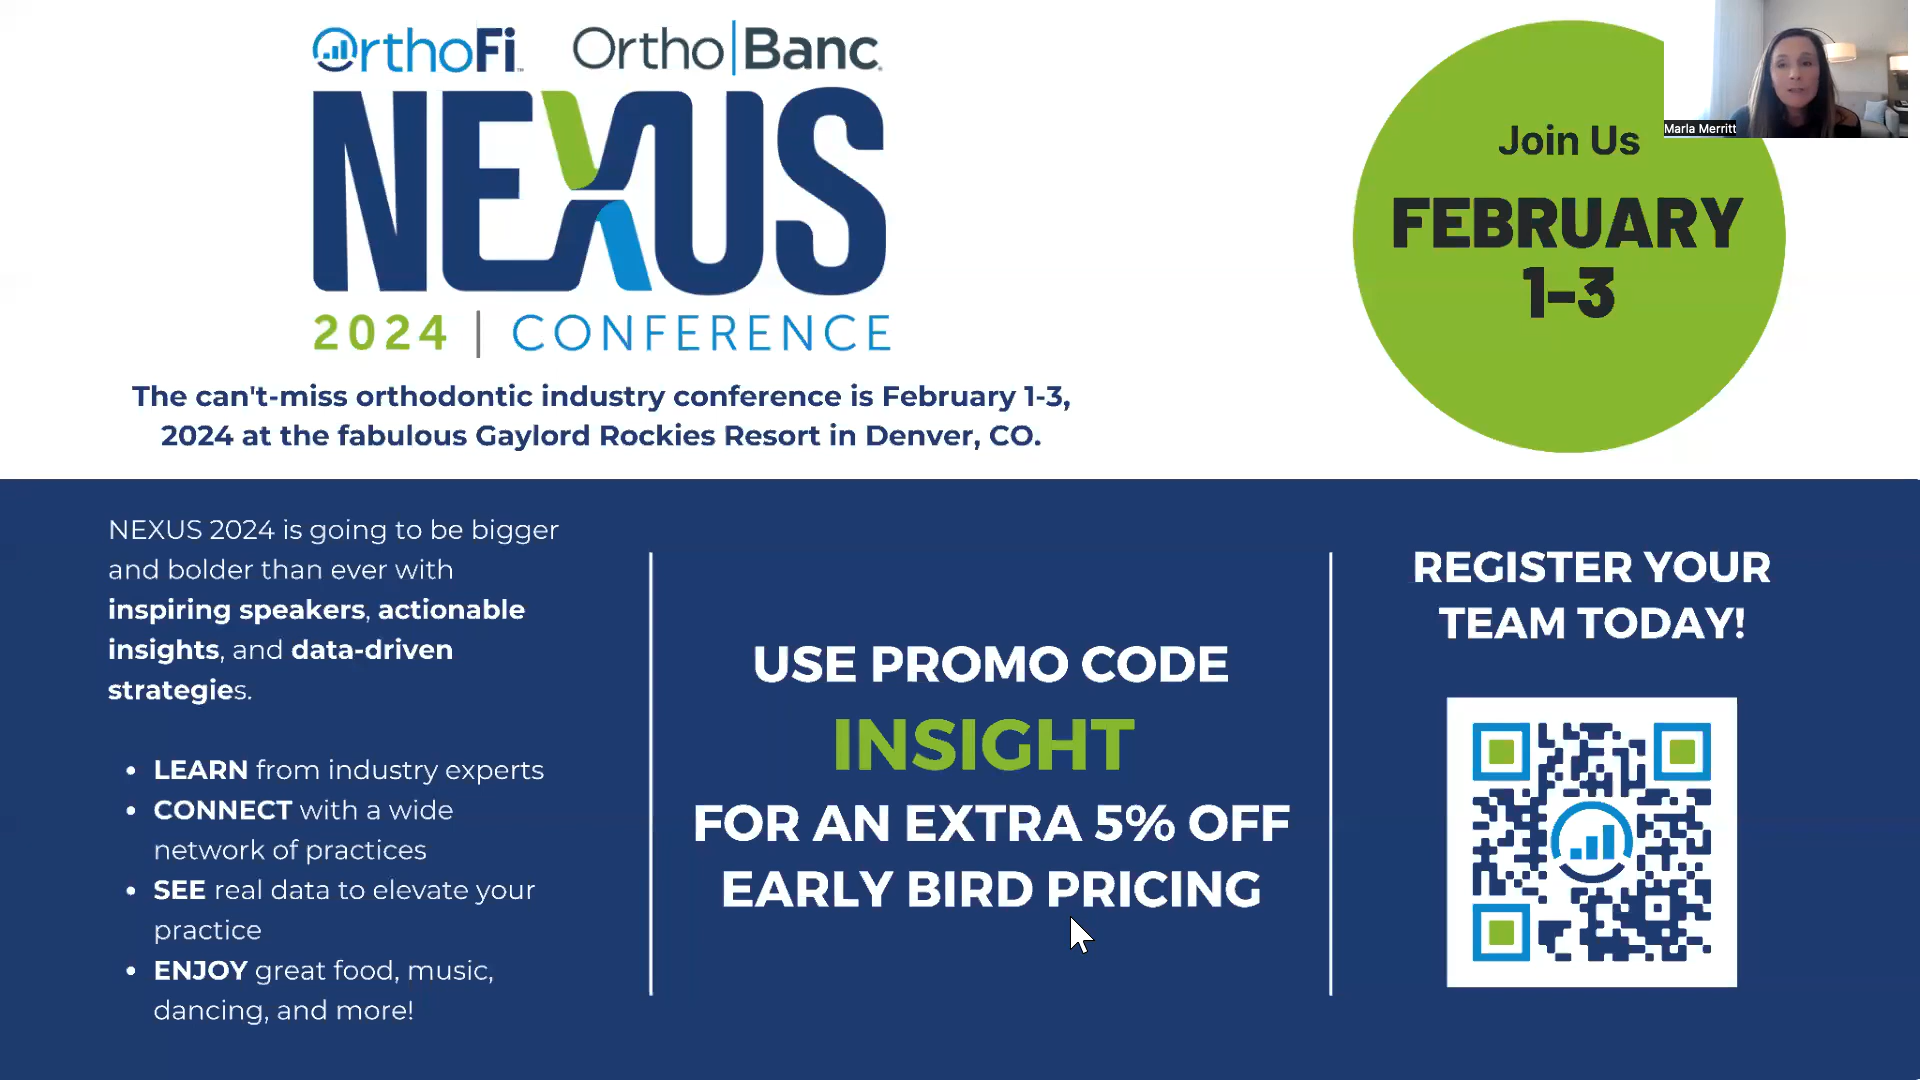 OrthoFi™ Ortho|Banc®
NEXUS
2024 | CONFERENCE
The can't-miss orthodontic industry conference is February 1-3,
2024 at the fabulous Gaylord Rockies Resort in Denver, CO.
Join Us
FEBRUARY
1-3
Marla Merritt
NEXUS 2024 is going to be bigger
and bolder than ever with
inspiring speakers, actionable
insights, and data-driven
strategies.
• LEARN from industry experts
• CONNECT with a wide
network of practices
• SEE real data to elevate your
practice
• ENJOY great food, music,
dancing, and more!
USE PROMO CODE
INSIGHT
FOR AN EXTRA 5% OFF
EARLY BIRD PRICING
REGISTER YOUR
TEAM TODAY!